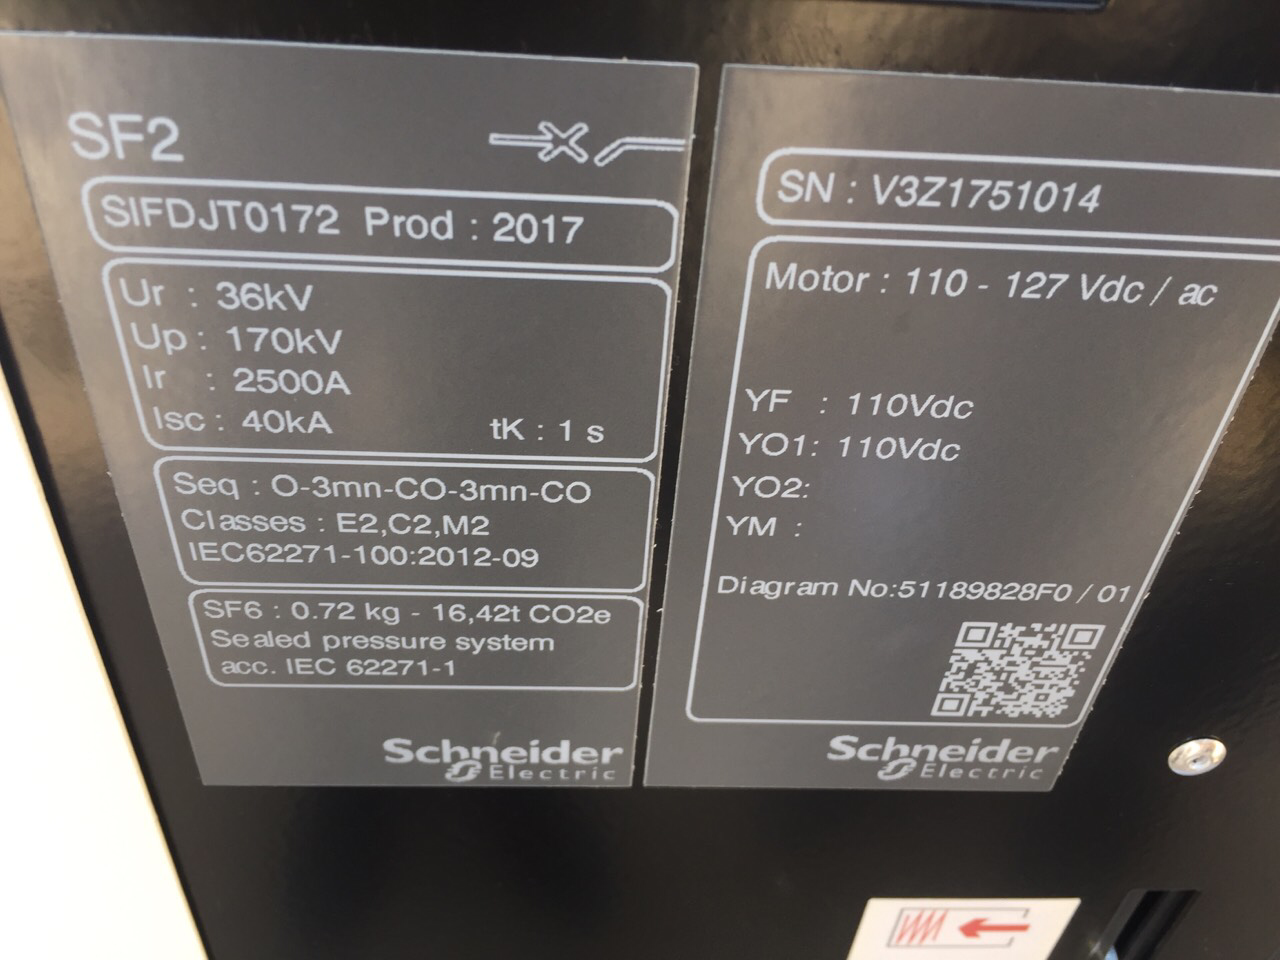 SF2
SIFDJT0172 Prod : 2017
Ur : 36kV
Up : 170kV
Ir : 2500A
Isc : 40kA tK : 1 s
Seq : O-3mn-CO-3mn-CO
Classes : E2,C2,M2
IEC62271-100:2012-09
SF6 : 0.72 kg - 16,42t CO2e
Sealed pressure system
acc. IEC 62271-1
Schneider
Electric
SN : V3Z1751014
Motor : 110 - 127 Vdc / ac
YF : 110Vdc
YO1: 110Vdc
YO2:
YM :
Diagram No:51189828F0 / 01
Schneider
Electric